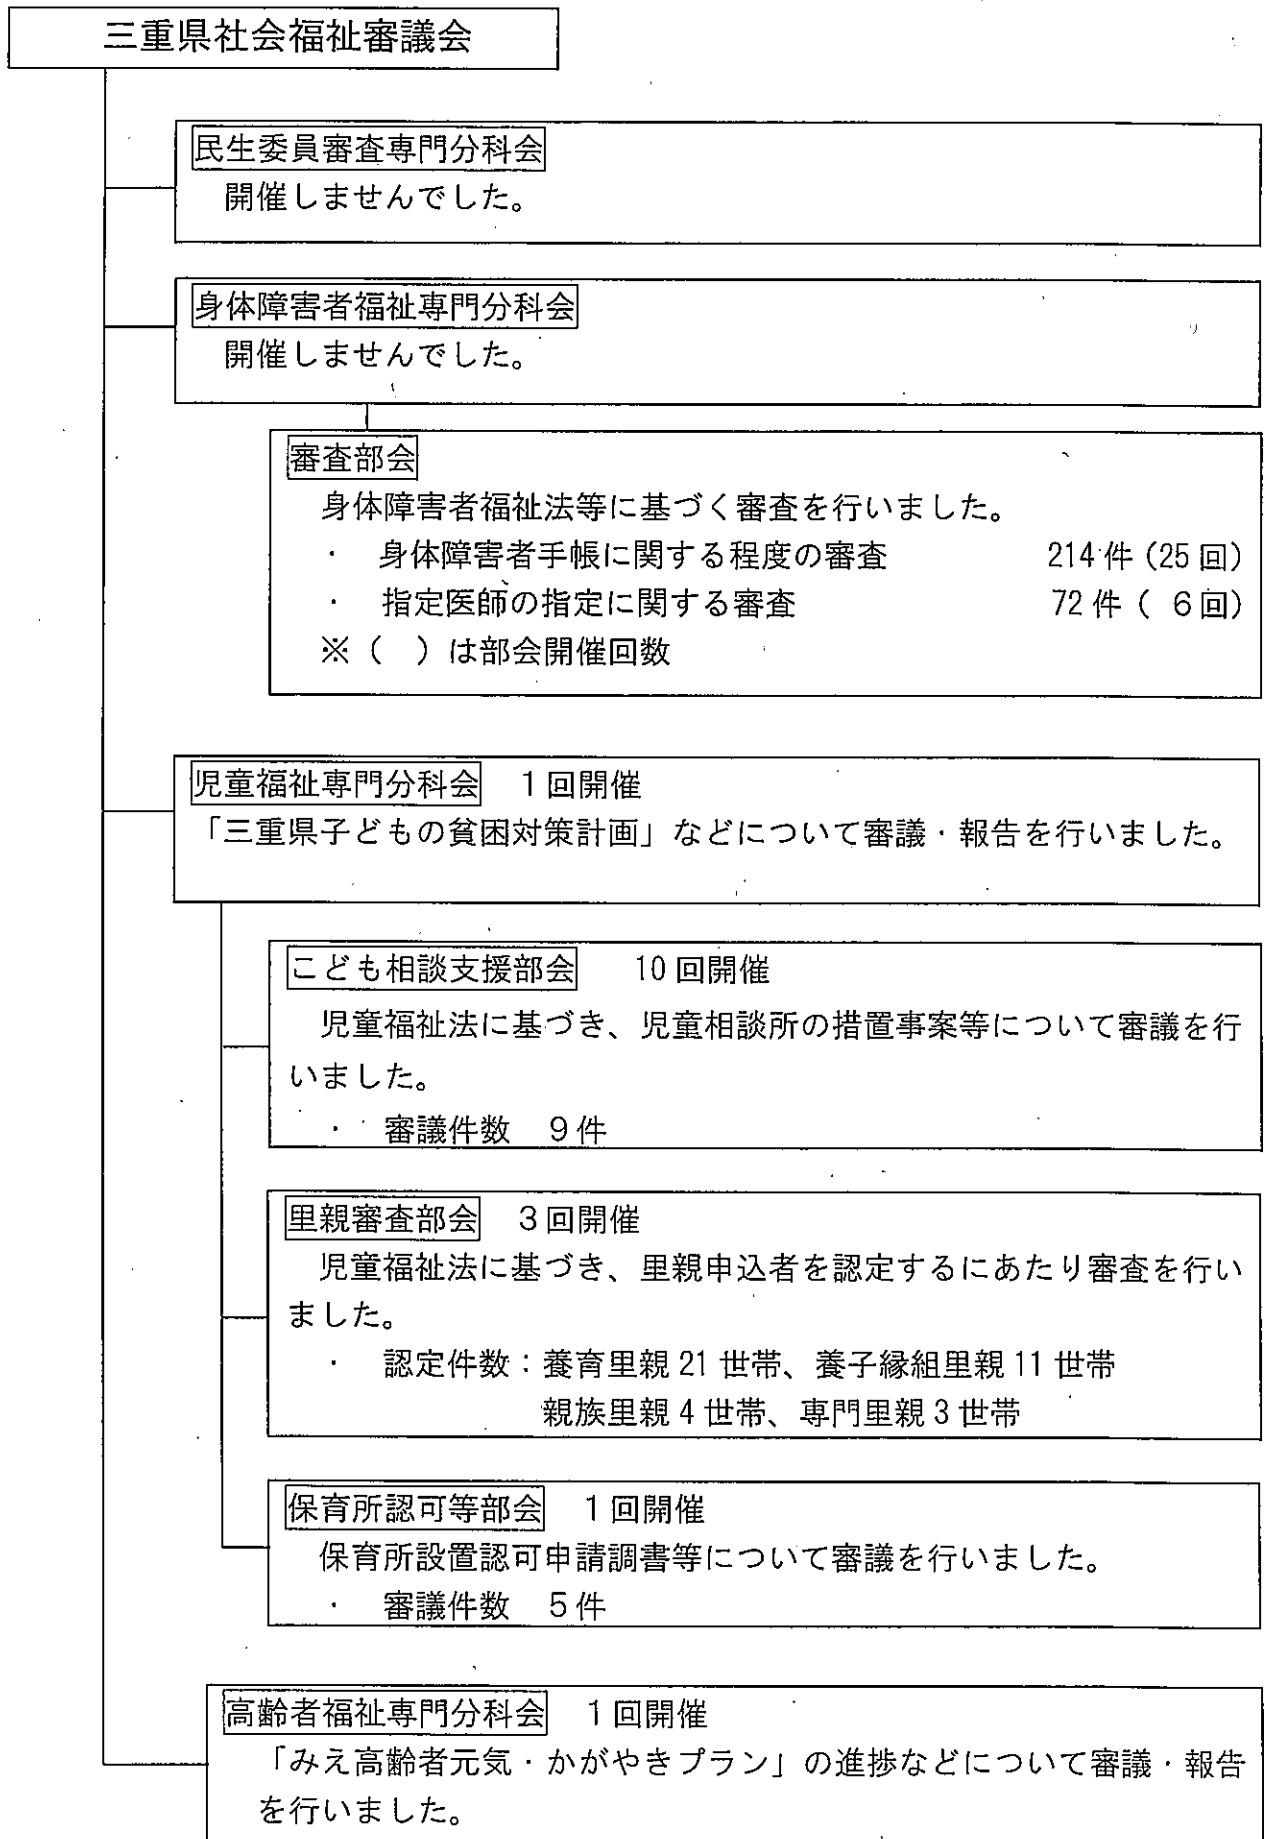 三重県社会福祉審議会
民生委員審査専門分科会
開催しませんでした。
身体障害者福祉専門分科会
開催しませんでした。
審査部会
身体障害者福祉法等に基づく審査を行いました。
・ 身体障害者手帳に関する程度の審査 214件(25回)
・ 指定医師の指定に関する審査 72件( 6回)
※( )は部会開催回数
児童福祉専門分科会 1回開催
「三重県子どもの貧困対策計画」などについて審議・報告を行いました。
こども相談支援部会 10回開催
児童福祉法に基づき、児童相談所の措置事案等について審議を行
いました。
・ 審議件数 9件
里親審査部会 3回開催
児童福祉法に基づき、里親申込者を認定するにあたり審査を行い
ました。
・ 認定件数:養育里親21世帯、養子縁組里親11世帯
親族里親4世帯、専門里親3世帯
保育所認可等部会 1回開催
保育所設置認可申請調書等について審議を行いました。
・ 審議件数 5件
高齢者福祉専門分科会 1回開催
「みえ高齢者元気・かがやきプラン」の進捗などについて審議・報告
を行いました。